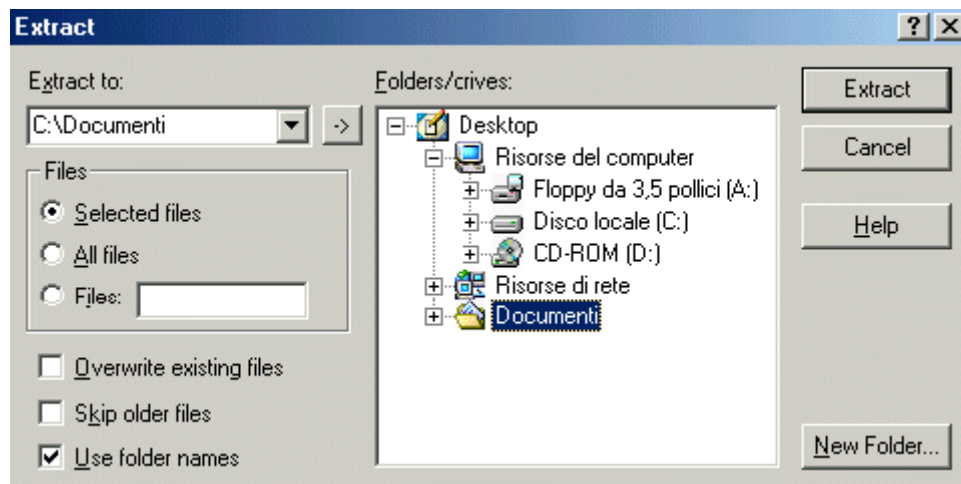 Extract
Extract to:
C:\Documenti
->
Files
Selected files
All files
Files:
Overwrite existing files
Skip older files
Use folder names
Folders/crives:
Desktop
Risorse del computer
Floppy da 3,5 pollici (A:)
Disco locale (C:)
CD-ROM (D:)
Risorse di rete
Documenti
Extract
Cancel
Help
New Folder...